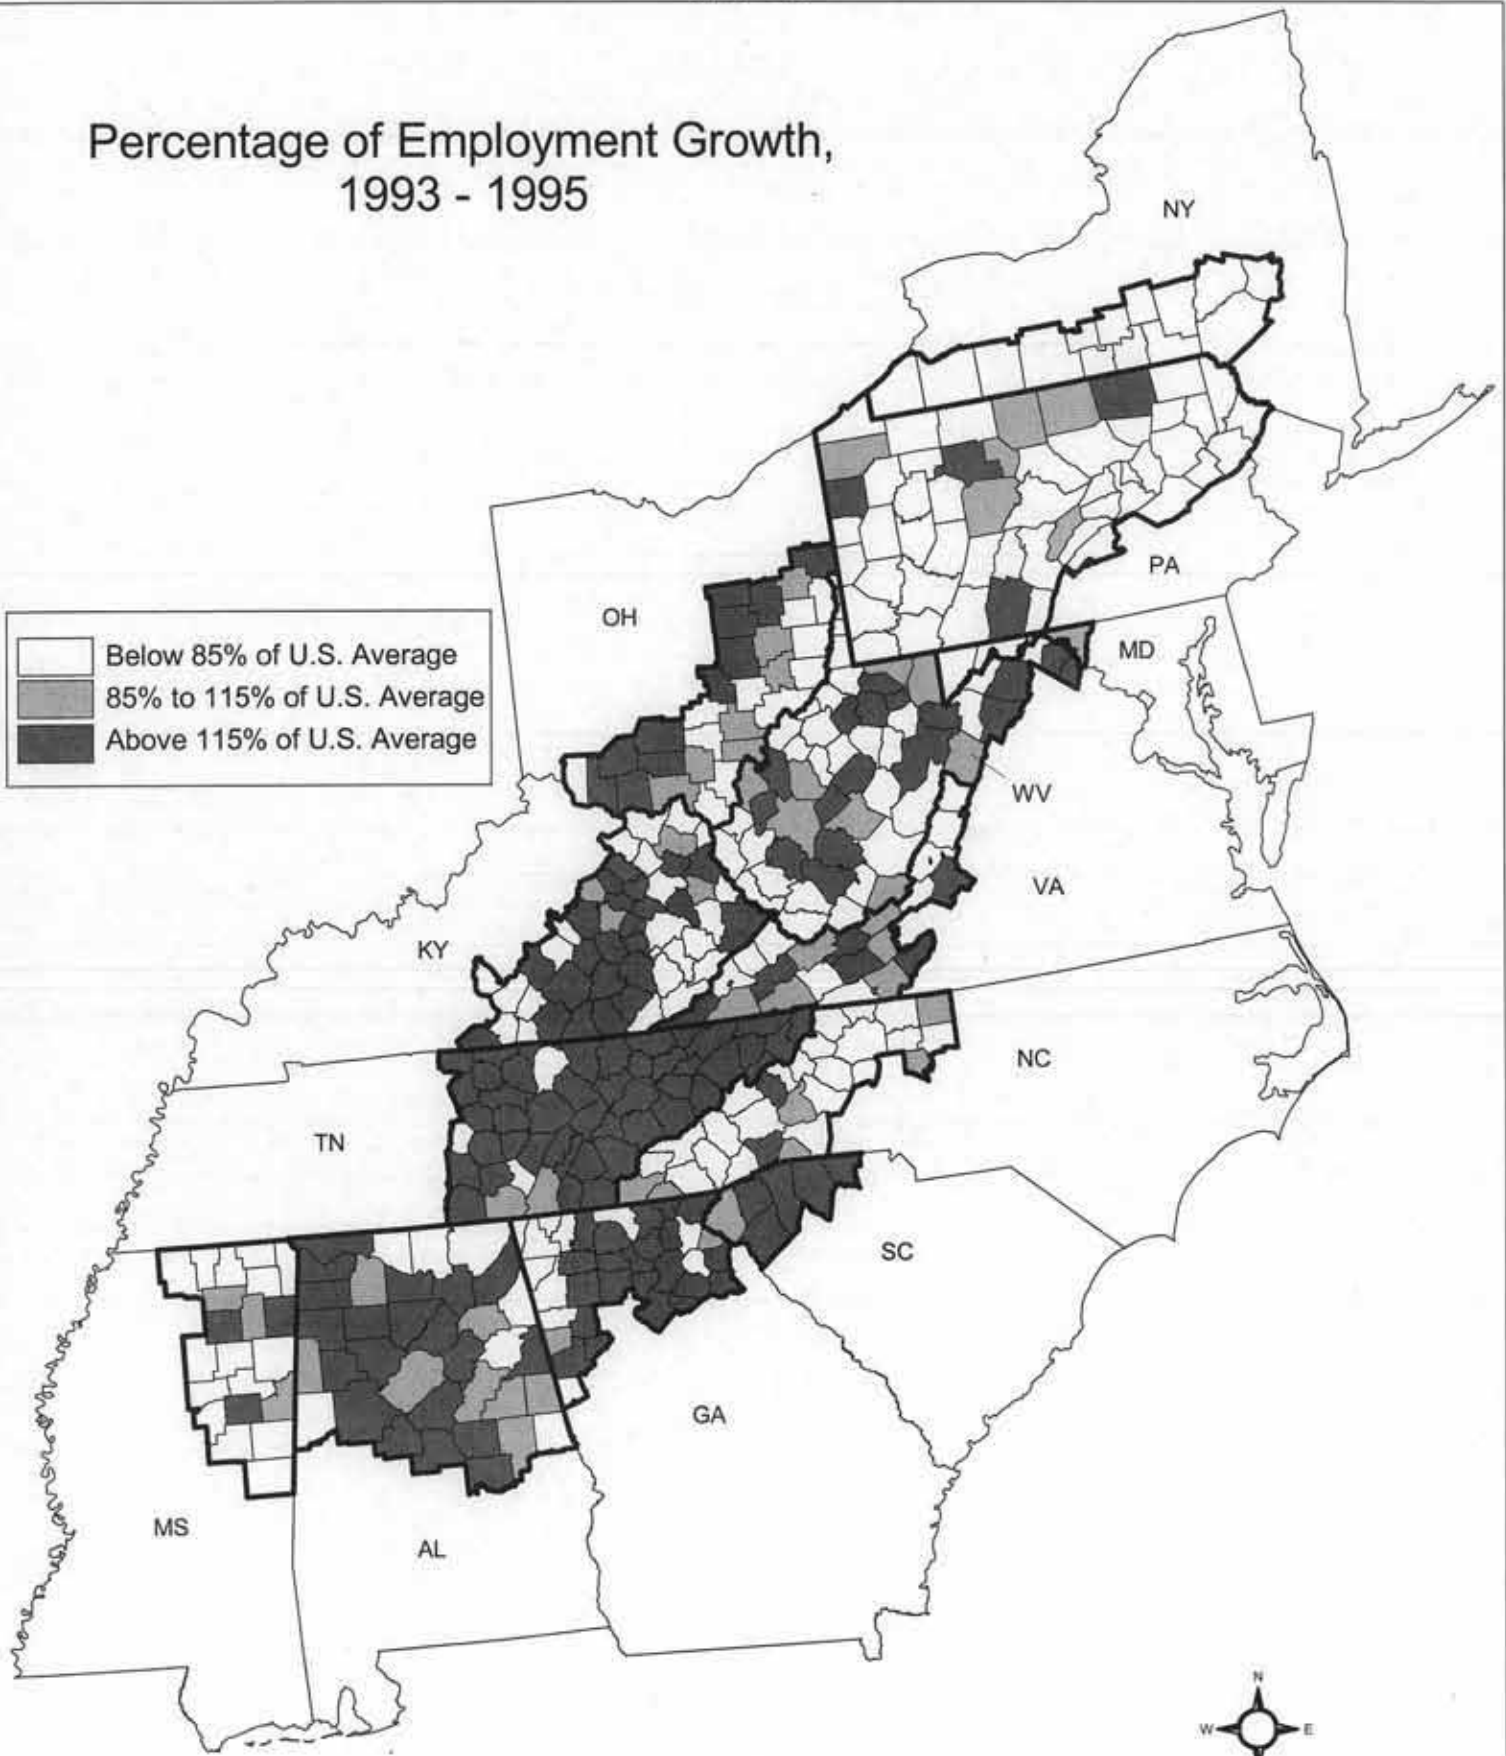 Percentage of Employment Growth,
1993 - 1995
NY
PA
OH
MD
Below 85% of U.S. Average
85% to 115% of U.S. Average
Above 115% of U.S. Average
WV
VA
KY
NC
TN
SC
GA
MS
AL
N
W E